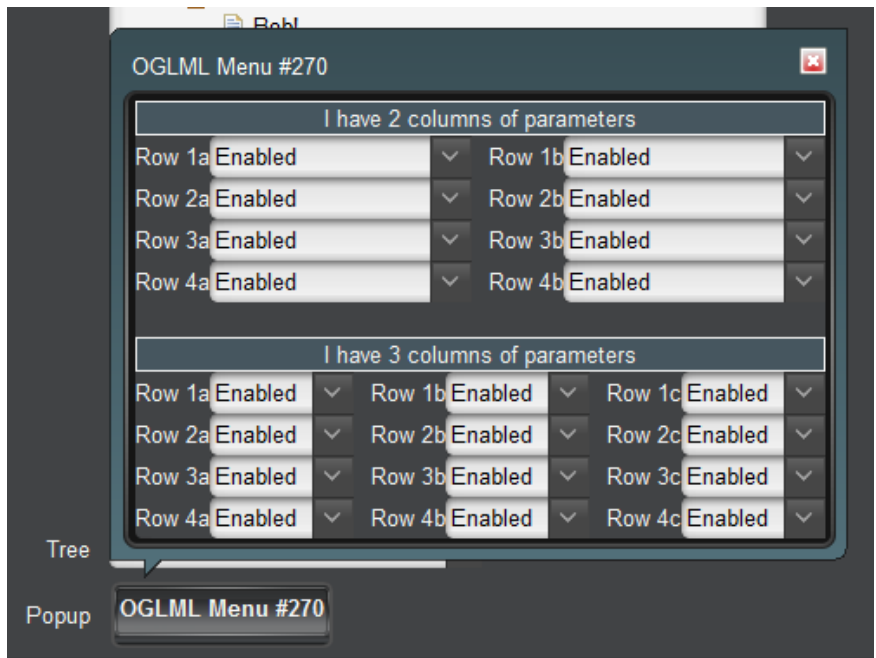 OGLML Menu #270
I have 2 columns of parameters
Row 1a Enabled Row 1b Enabled
Row 2a Enabled Row 2b Enabled
Row 3a Enabled Row 3b Enabled
Row 4a Enabled Row 4b Enabled
I have 3 columns of parameters
Row 1a Enabled Row 1b Enabled Row 1c Enabled
Row 2a Enabled Row 2b Enabled Row 2c Enabled
Row 3a Enabled Row 3b Enabled Row 3c Enabled
Row 4a Enabled Row 4b Enabled Row 4c Enabled
Tree
Popup OGLML Menu #270